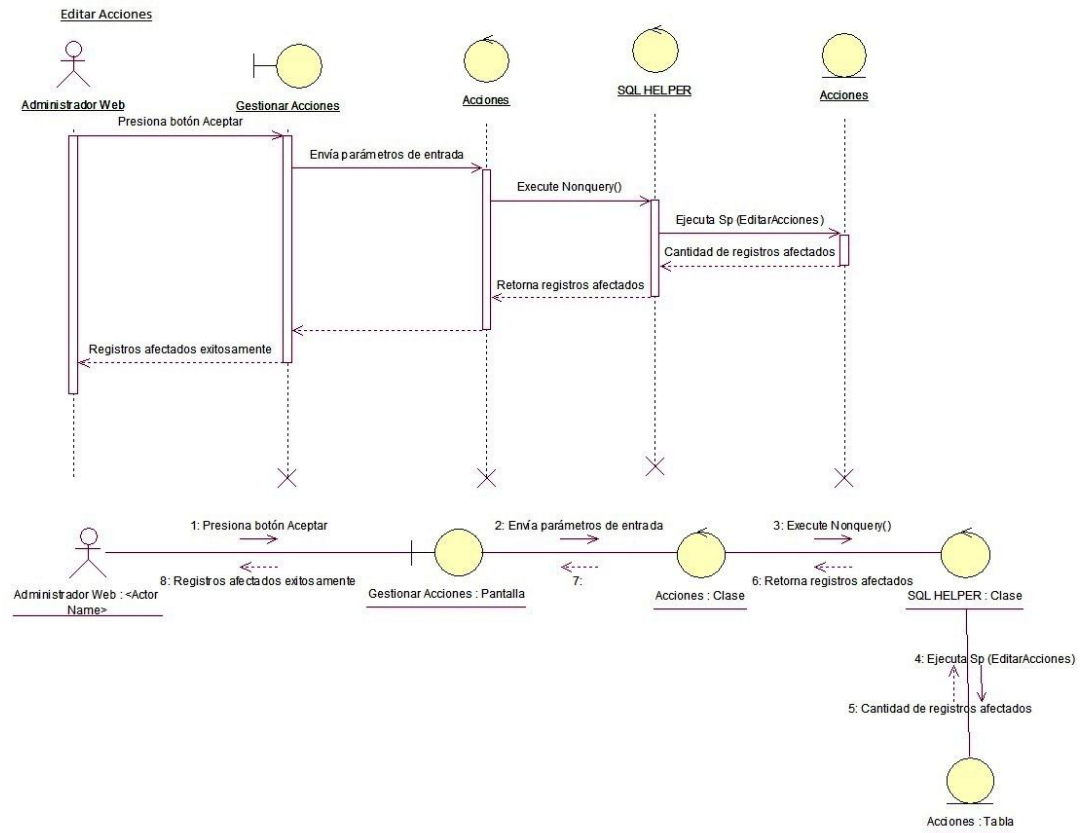 Editar Acciones
Administrador Web
Gestionar Acciones
Acciones
SQL HELPER
Acciones
Presiona botón Aceptar
Envía parámetros de entrada
Execute Nonquery()
Ejecuta Sp (EditarAcciones)
Cantidad de registros afectados
Retorna registros afectados
Registros afectados exitosamente
1: Presiona botón Aceptar
2: Envía parámetros de entrada
3: Execute Nonquery()
8: Registros afectados exitosamente
7:
6: Retorna registros afectados
Administrador Web : <Actor
Name>
Gestionar Acciones : Pantalla
Acciones : Clase
SQL HELPER : Clase
4: Ejecuta Sp (EditarAcciones)
5: Cantidad de registros afectados
Acciones : Tabla